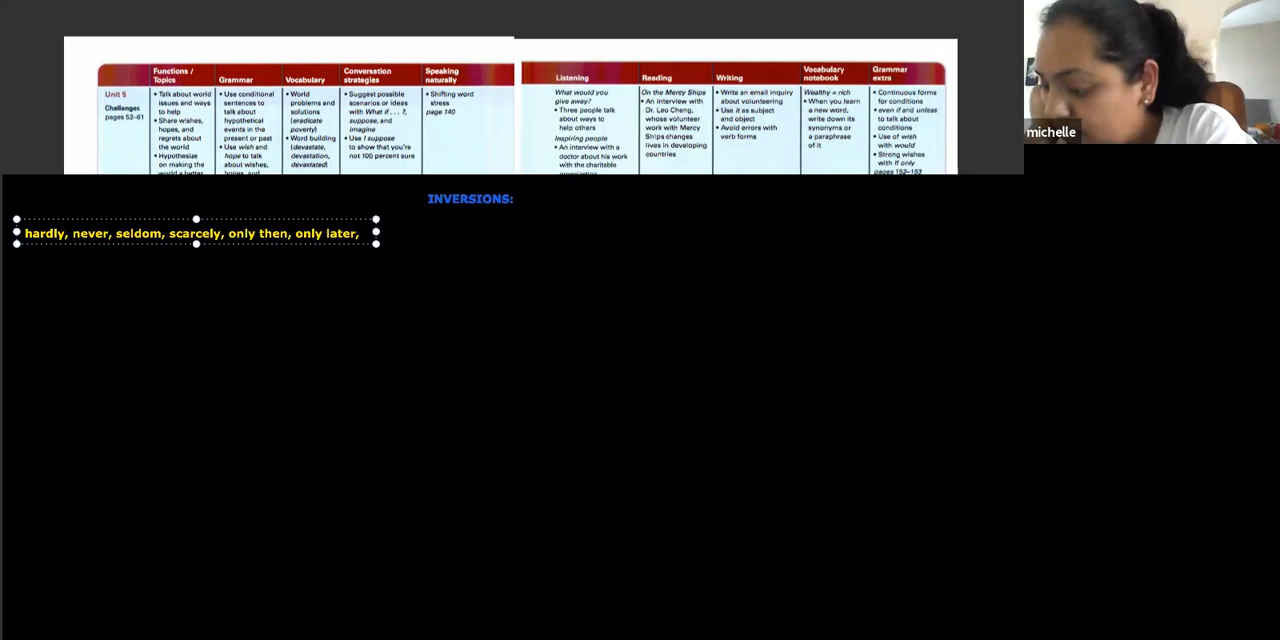 Functions /
Topics
Grammar
Vocabulary
Conversation
strategies
Speaking
naturally
Listening
Reading
Writing
Vocabulary
notebook
Grammar
extra
Unit 5
Challenges
pages 52–61
• Talk about world
issues and ways
to help
• Share wishes,
hopes, and
regrets about
the world
• Hypothesize
on making the
world a better
• Use conditional
sentences to
talk about
hypothetical
events in the
present or past
• Use wish and
hope to talk
about wishes,
hopes, and
• World
problems and
solutions
(eradicate
poverty)
• Word building
(devastate,
devastation,
devastated)
• Suggest possible
scenarios or ideas
with What if . . . ?,
suppose, and
imagine
• Use I suppose
to show that you're
not 100 percent sure
• Shifting word
stress
page 140
What would you
give away?
• Three people talk
about ways to
help others
Inspiring people
• An interview with a
doctor about his work
with the charitable
organization
On the Mercy Ships
• An interview with
Dr. Leo Cheng,
whose volunteer
work with Mercy
Ships changes
lives in developing
countries
• Write an email inquiry
about volunteering
• Use it as subject
and object
• Avoid errors with
verb forms
Wealthy = rich
• When you learn
a new word,
write down its
synonyms or
a paraphrase
of it
• Continuous forms
for conditions
• even if and unless
to talk about
conditions
• Use of wish
with would
• Strong wishes
with If only
pages 152–153
michelle
INVERSIONS:
hardly, never, seldom, scarcely, only then, only later,